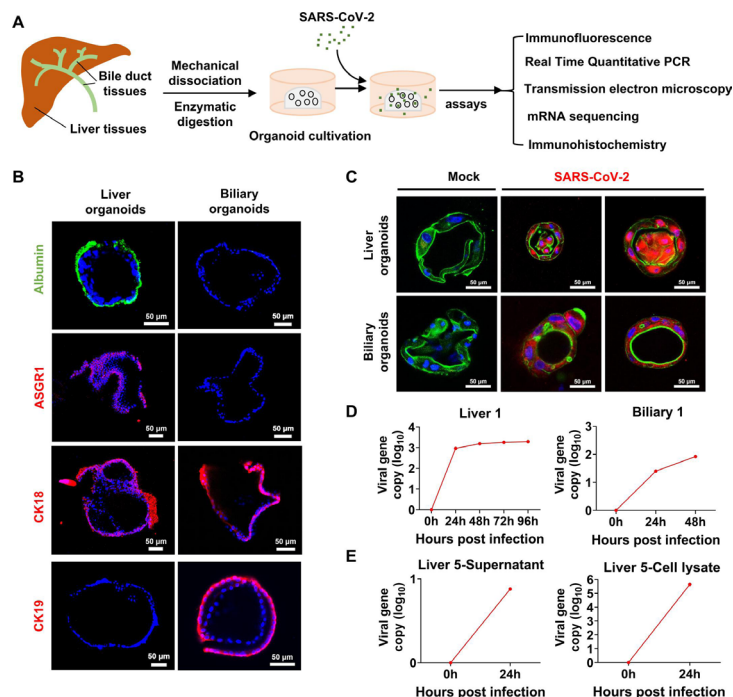 A
SARS-CoV-2
Bile duct
tissues
Liver tissues
Mechanical
dissociation
Enzymatic
digestion
Organoid cultivation
assays
Immunofluorescence
Real Time Quantitative PCR
Transmission electron microscopy
mRNA sequencing
Immunohistochemistry
B
Liver
organoids
Biliary
organoids
Albumin
50 μm
50 μm
ASGR1
50 μm
50 μm
CK18
50 μm
50 μm
CK19
50 μm
50 μm
C
Mock
SARS-CoV-2
Liver
organoids
50 μm
50 μm
50 μm
Biliary
organoids
50 μm
50 μm
50 μm
D
Liver 1
Viral gene
copy (log10)
4
3
2
1
0
0h 24h 48h 72h 96h
Hours post infection
Biliary 1
Viral gene
copy (log10)
3
2
1
0
0h 24h 48h
Hours post infection
E
Liver 5-Supernatant
Viral gene
copy (log10)
1
0
0h 24h
Hours post infection
Liver 5-Cell lysate
Viral gene
copy (log10)
6
5
4
3
2
1
0
0h 24h
Hours post infection